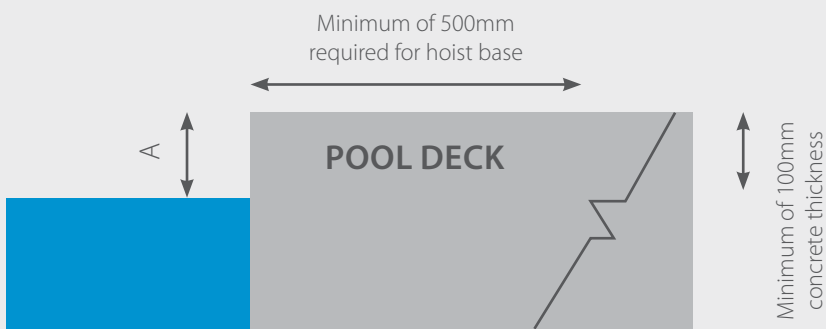 Minimum of 500mm
required for hoist base
A
POOL DECK
Minimum of 100mm
concrete thickness